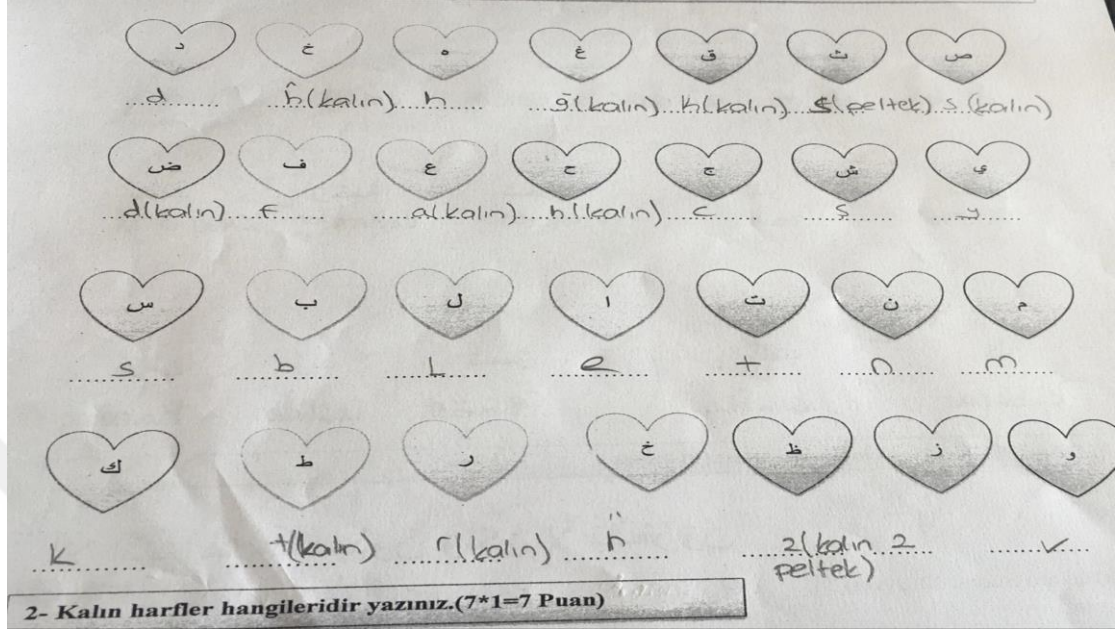 د خ ه غ ق ث ص
d ĥ(kalın) h ğ(kalın) k(kalın) s(peltek) s(kalın)
ض ف ع ح ج ش ي
d(kalın) f a(kalın) h(kalın) c ş y
س ب ل ا ت ن م
s b L e t n m
ك ط ر خ ظ ز و
k t(kalın) r(kalın) ḧ z(kalın z v
peltek)
2- Kalın harfler hangileridir yazınız.(7*1=7 Puan)